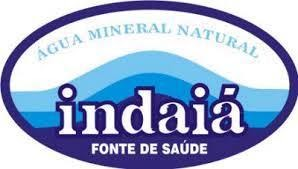 ÁGUA MINERAL NATURAL
indaiá
FONTE DE SAÚDE